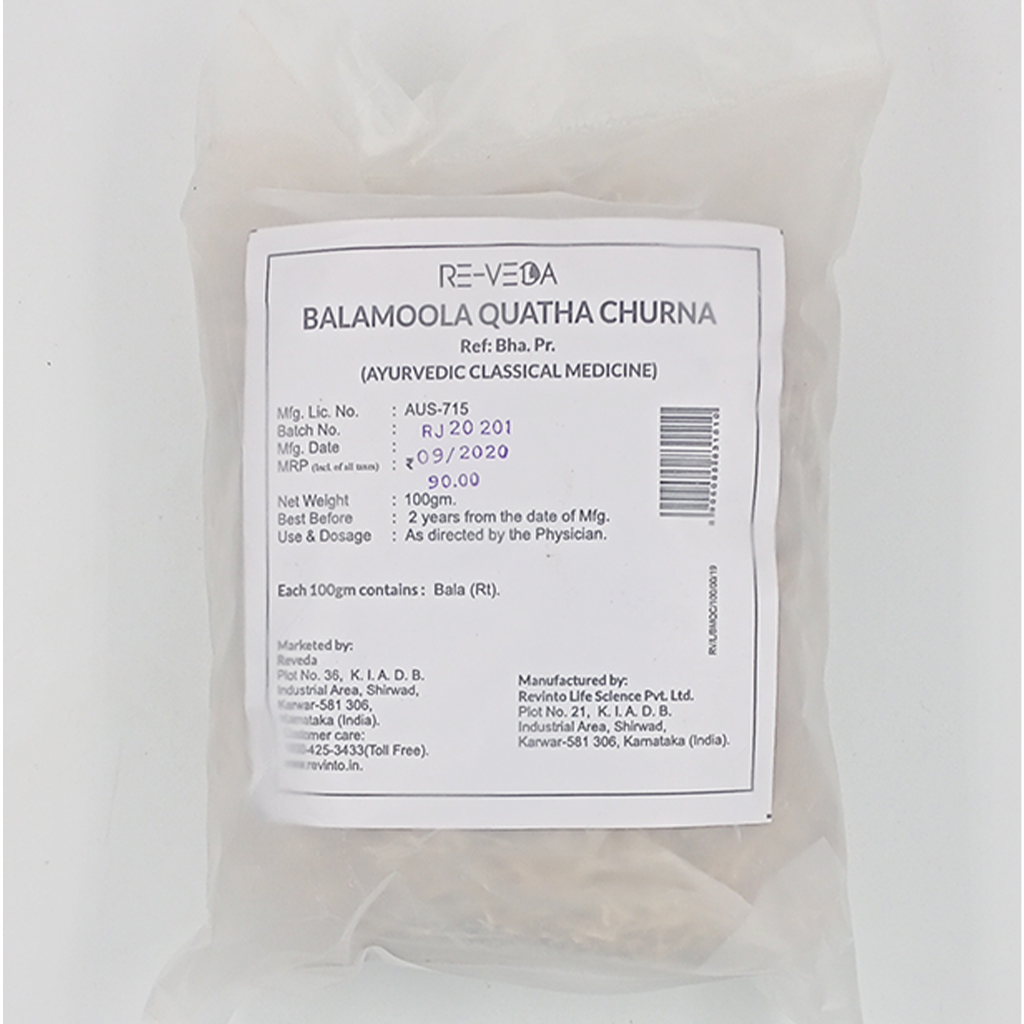 RE-VEDA
BALAMOOLA QUATHA CHURNA
Ref: Bha. Pr.
(AYURVEDIC CLASSICAL MEDICINE)
Mfg. Lic. No. : AUS-715
Batch No. : RJ 20 201
Mfg. Date : 09/2020
MRP (Incl. of all taxes) : ₹ 90.00
Net Weight : 100gm.
Best Before : 2 years from the date of Mfg.
Use & Dosage : As directed by the Physician.
Each 100gm contains : Bala (Rt).
Marketed by:
Reveda
Plot No. 36, K. I. A. D. B.
Industrial Area, Shirwad,
Karwar-581 306,
Karnataka (India).
Customer care:
425-3433(Toll Free).
www.revinto.in.
Manufactured by:
Revinto Life Science Pvt. Ltd.
Plot No. 21, K. I. A. D. B.
Industrial Area, Shirwad,
Karwar-581 306, Karnataka (India).